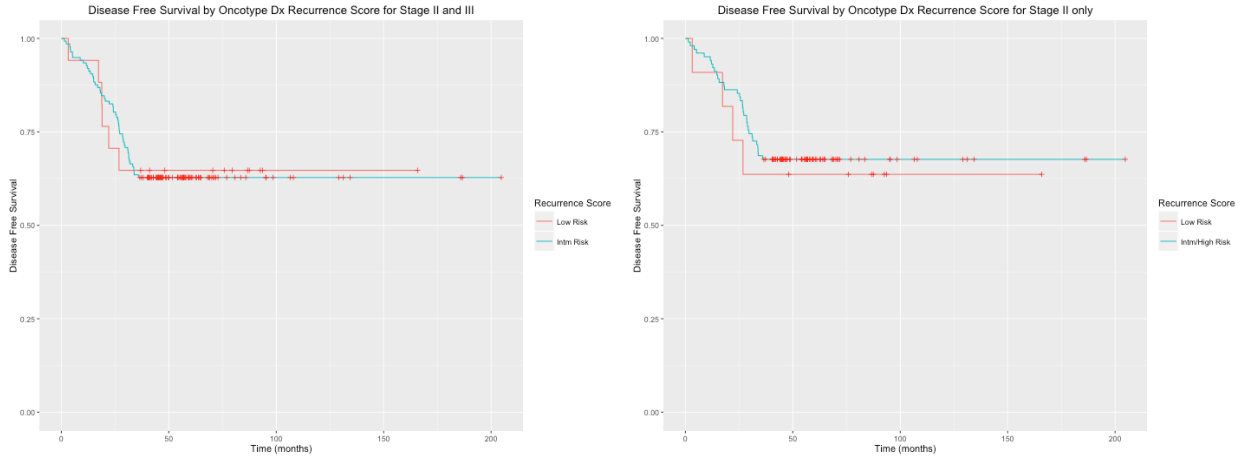 Disease Free Survival by Oncotype Dx Recurrence Score for Stage II and III
1.00
0.75
0.50
0.25
0.00
Disease Free Survival
0
50
100
150
200
Time (months)
Recurrence Score
Low Risk
Intm Risk
Disease Free Survival by Oncotype Dx Recurrence Score for Stage II only
1.00
0.75
0.50
0.25
0.00
Disease Free Survival
0
50
100
150
200
Time (months)
Recurrence Score
Low Risk
Intm/High Risk